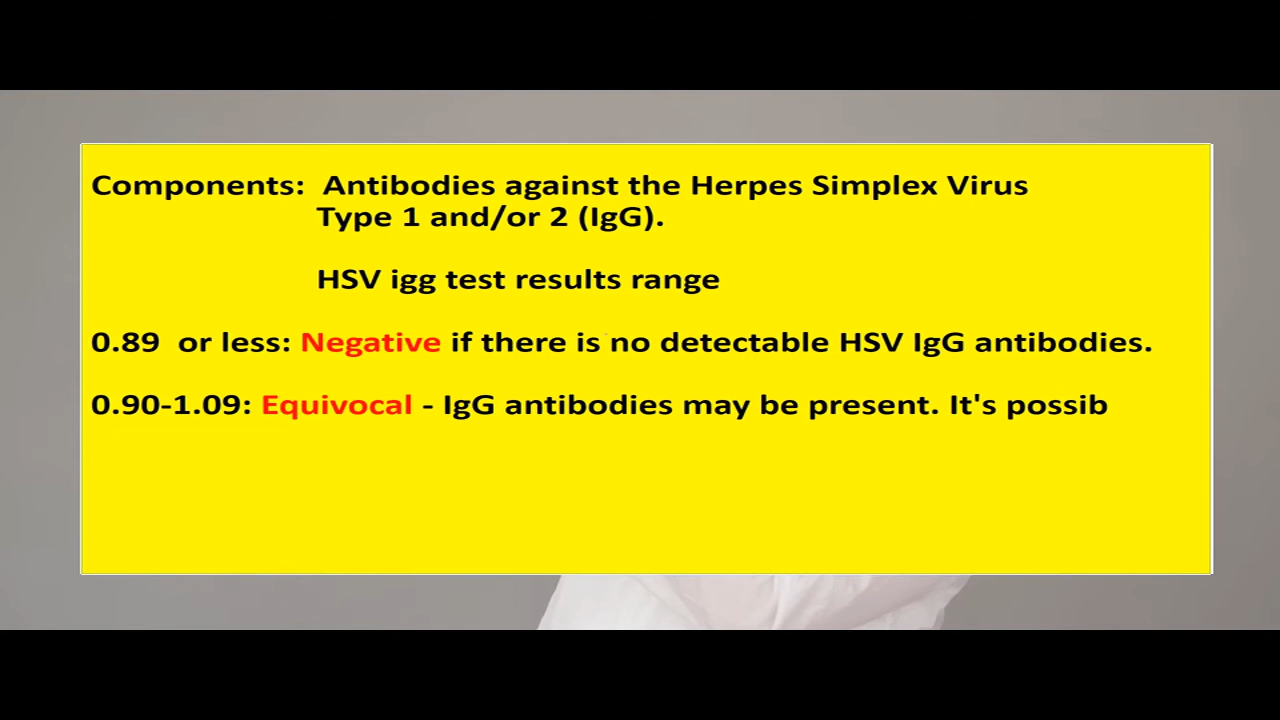 Components: Antibodies against the Herpes Simplex Virus
Type 1 and/or 2 (IgG).
HSV igg test results range
0.89 or less: Negative if there is no detectable HSV IgG antibodies.
0.90-1.09: Equivocal - IgG antibodies may be present. It's possib